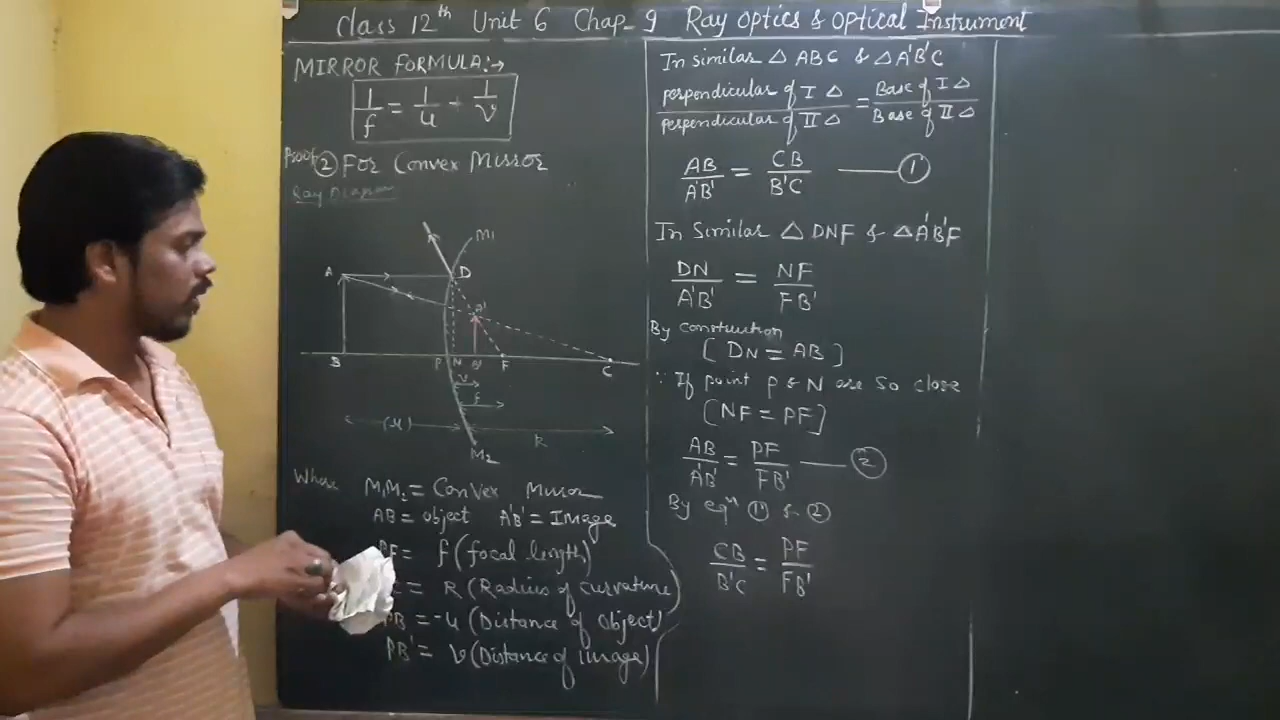 Class 12th Unit 6 Chap_9 Ray optics & optical Instrument
MIRROR FORMULA:→
1/f = 1/u + 1/v
Proof ② For Convex Mirror
Ray Diagram
M1
A
D
A'
B
P
N
B'
F
C
v
f
(-u)
R
M2
Where M1M2 = Convex Mirror
AB = object A'B' = Image
PF = f (focal length)
= R (Radius of curvature)
PB = -u (Distance of object)
PB' = v (Distance of image)
In similar △ ABC & △ A'B'C
perpendicular of I △ / perpendicular of II △ = Base of I △ / Base of II △
AB/A'B' = CB/B'C —— ①
In Similar △ DNF & △ A'B'F
DN/A'B' = NF/FB'
By construction
[ DN = AB ]
∵ If point P & N are so close
[NF = PF]
AB/A'B' = PF/FB' —— ②
By eqn ① & ②
CB/B'C = PF/FB'